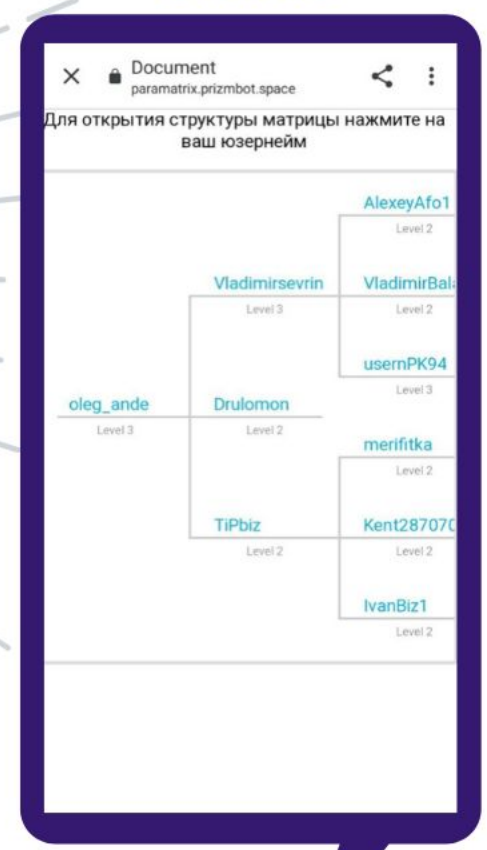 Document
paramatrix.prizmbot.space
Для открытия структуры матрицы нажмите на
ваш юзернейм
AlexeyAfo1
Level 2
Vladimirsevrin
VladimirBala
Level 3
Level 2
usernPK94
Level 3
oleg_ande
Drulomon
Level 3
Level 2
merifitka
Level 2
TiPbiz
Kent287070
Level 2
Level 2
IvanBiz1
Level 2